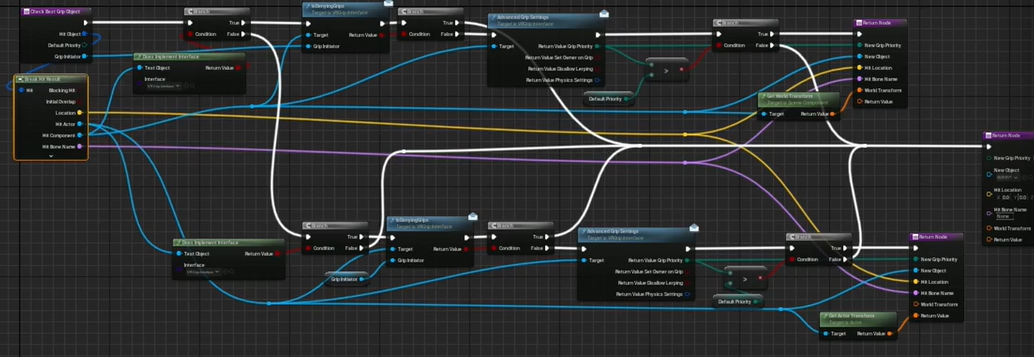 Check Best Grip Object
Hit Object
Default Priority
Grip Initiator
Break Hit Result
Hit
Blocking Hit
Initial Overlap
Location
Hit Actor
Hit Component
Hit Bone Name
Branch
Condition
True
False
Does Implement Interface
Test Object
Return Value
Interface
IsDenyingGrips
Target is VRGrip Interface
Target
Return Value
Grip Initiator
Branch
Condition
True
False
Advanced Grip Settings
Target is VRGrip Interface
Target
Return Value Grip Priority
Return Value Set Owner on Grip
Return Value Disallow Lerping
Return Value Physics Settings
>
Default Priority
Branch
Condition
True
False
Get World Transform
Target is Scene Component
Target
Return Value
Return Node
New Grip Priority
New Object
Hit Location
Hit Bone Name
World Transform
Return Value
Return Node
New Grip Priority
New Object
Hit Location
Hit Bone Name
None
World Transform
Return Value
Does Implement Interface
Test Object
Return Value
Interface
Branch
Condition
True
False
Grip Initiator
IsDenyingGrips
Target is VRGrip Interface
Target
Return Value
Grip Initiator
Branch
Condition
True
False
Advanced Grip Settings
Target is VRGrip Interface
Target
Return Value Grip Priority
Return Value Set Owner on Grip
Return Value Disallow Lerping
Return Value Physics Settings
>
Default Priority
Branch
Condition
True
False
Get Actor Transform
Target is Actor
Target
Return Value
Return Node
New Grip Priority
New Object
Hit Location
Hit Bone Name
World Transform
Return Value